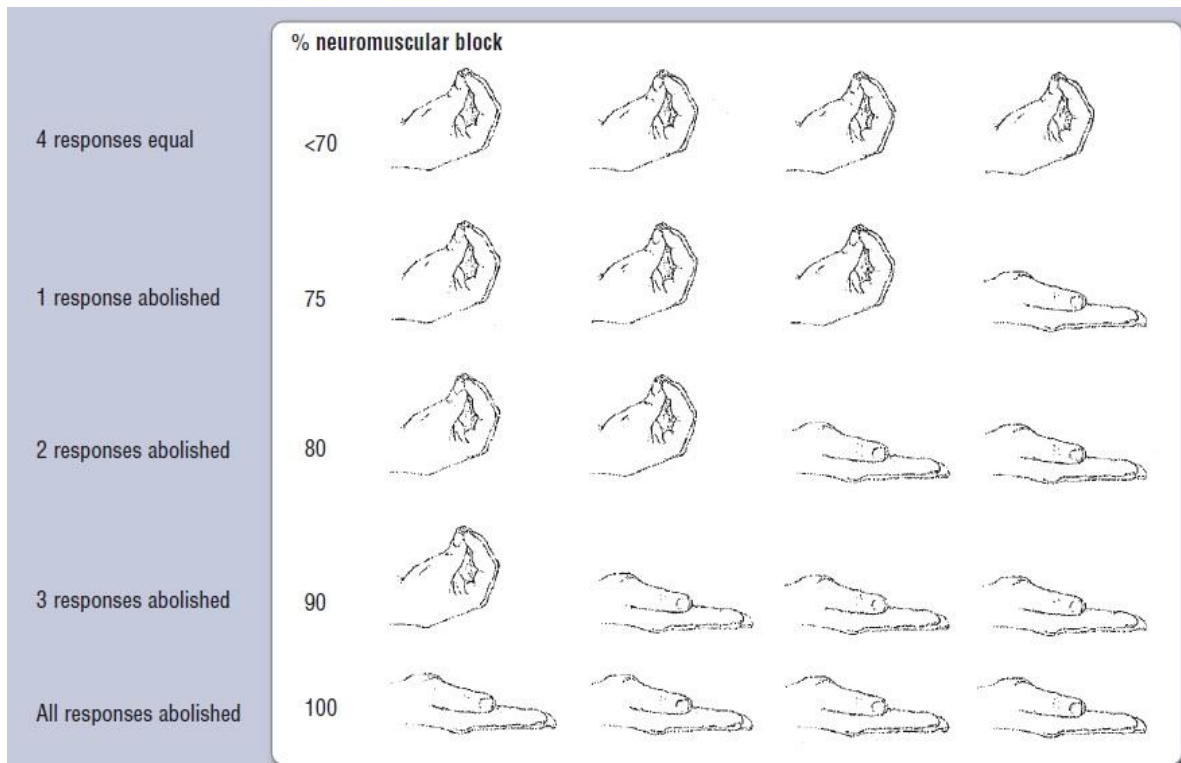 % neuromuscular block
4 responses equal <70
1 response abolished 75
2 responses abolished 80
3 responses abolished 90
All responses abolished 100